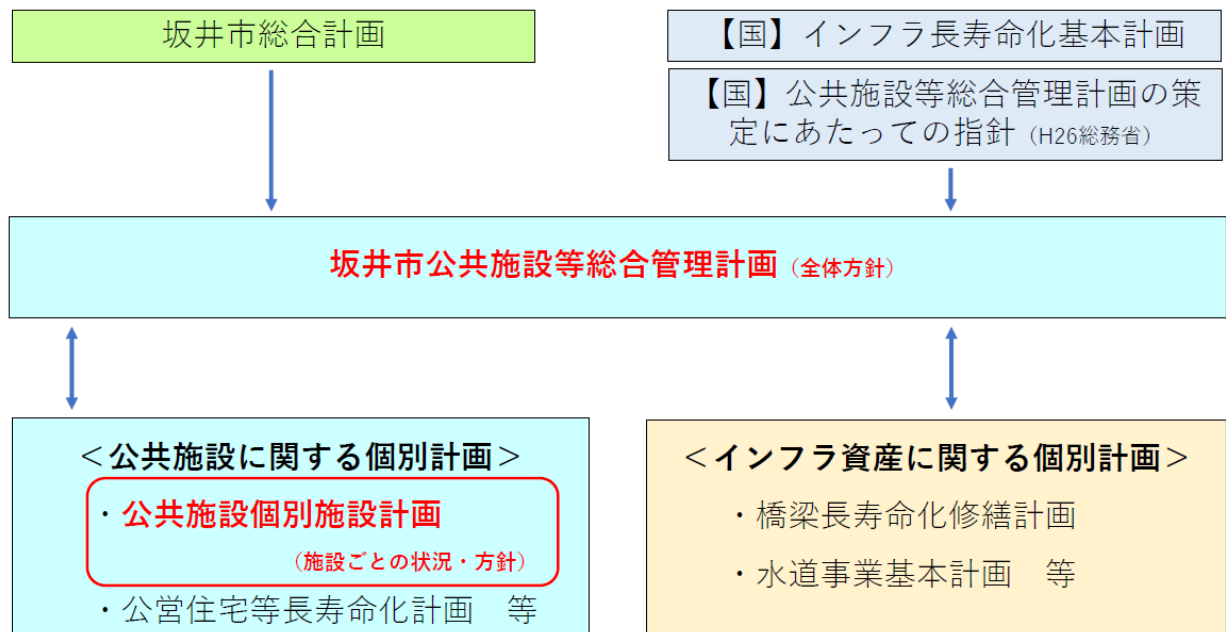 坂井市総合計画
【国】インフラ長寿命化基本計画
【国】公共施設等総合管理計画の策
定にあたっての指針（H26総務省）
坂井市公共施設等総合管理計画（全体方針）
＜公共施設に関する個別計画＞
・公共施設個別施設計画
（施設ごとの状況・方針）
・公営住宅等長寿命化計画　等
＜インフラ資産に関する個別計画＞
・橋梁長寿命化修繕計画
・水道事業基本計画　等